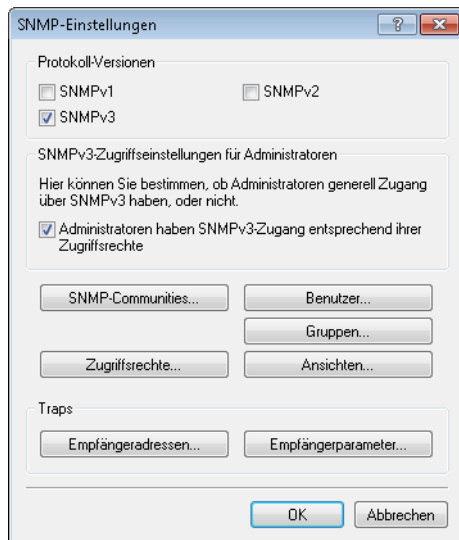 SNMP-Einstellungen
Protokoll-Versionen
SNMPv1
SNMPv2
SNMPv3
SNMPv3-Zugriffseinstellungen für Administratoren
Hier können Sie bestimmen, ob Administratoren generell Zugang
über SNMPv3 haben, oder nicht.
Administratoren haben SNMPv3-Zugang entsprechend ihrer
Zugriffsrechte
SNMP-Communities...
Benutzer...
Gruppen...
Zugriffsrechte...
Ansichten...
Traps
Empfängeradressen...
Empfängerparameter...
OK
Abbrechen